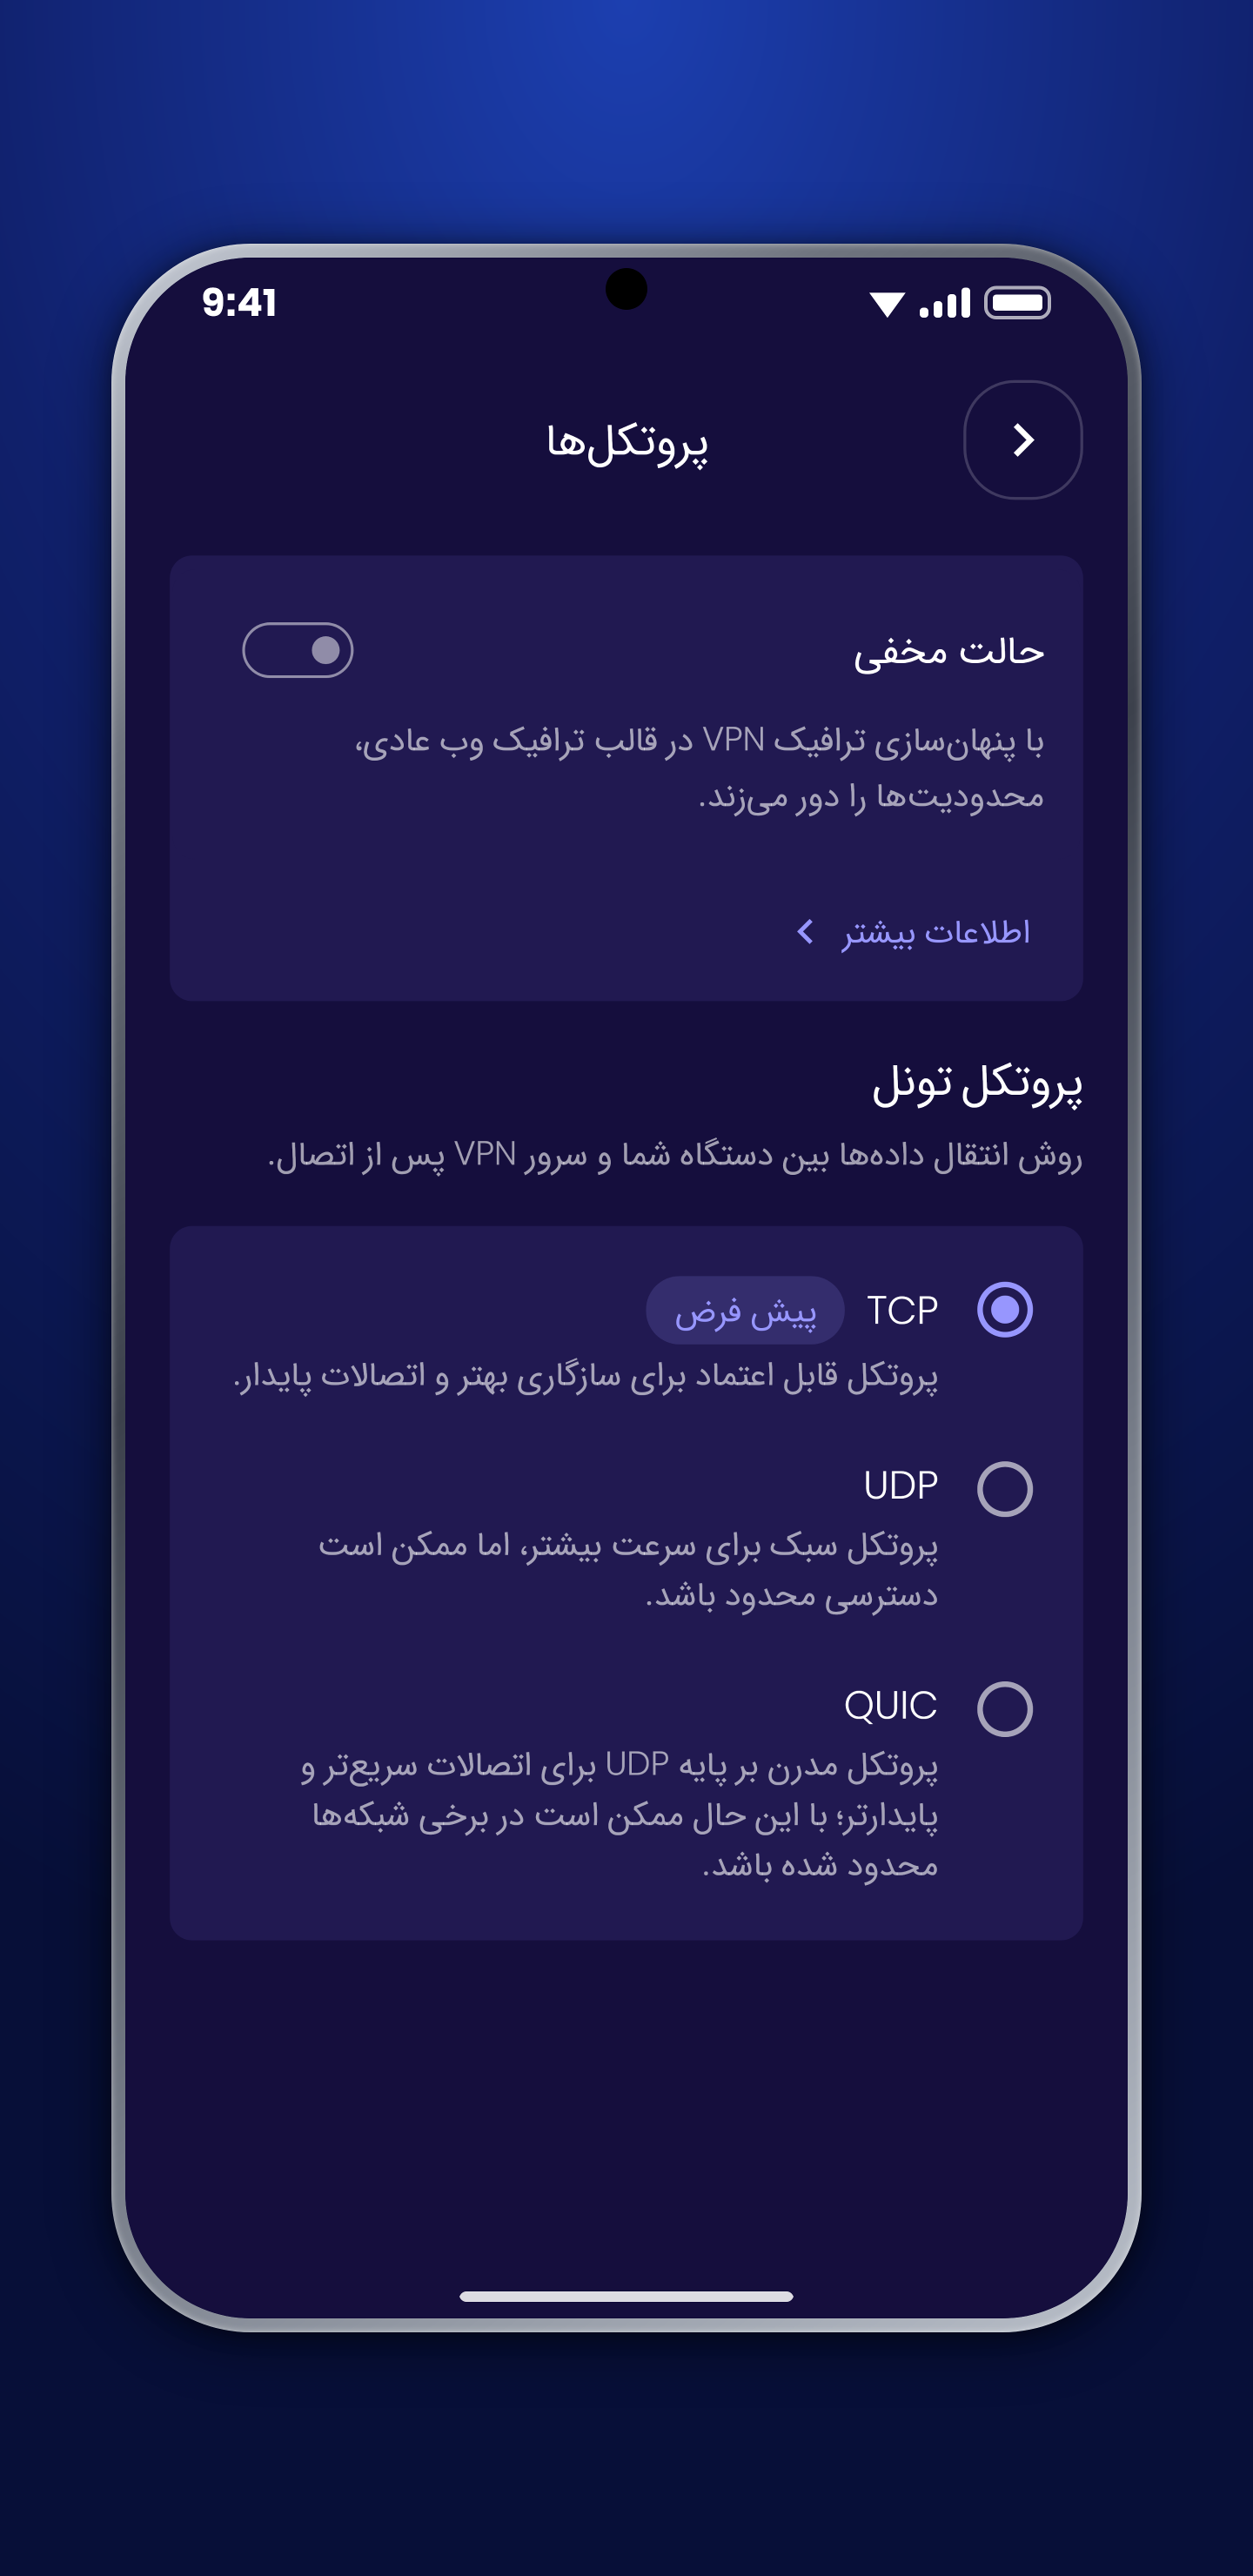 9:41
پروتکل‌ها
حالت مخفی
با پنهان‌سازی ترافیک VPN در قالب ترافیک وب عادی،
محدودیت‌ها را دور می‌زند.
اطلاعات بیشتر
پروتکل تونل
روش انتقال داده‌ها بین دستگاه شما و سرور VPN پس از اتصال.
TCP پیش فرض
پروتکل قابل اعتماد برای سازگاری بهتر و اتصالات پایدار.
UDP
پروتکل سبک برای سرعت بیشتر، اما ممکن است
دسترسی محدود باشد.
QUIC
پروتکل مدرن بر پایه UDP برای اتصالات سریع‌تر و
پایدارتر؛ با این حال ممکن است در برخی شبکه‌ها
محدود شده باشد.